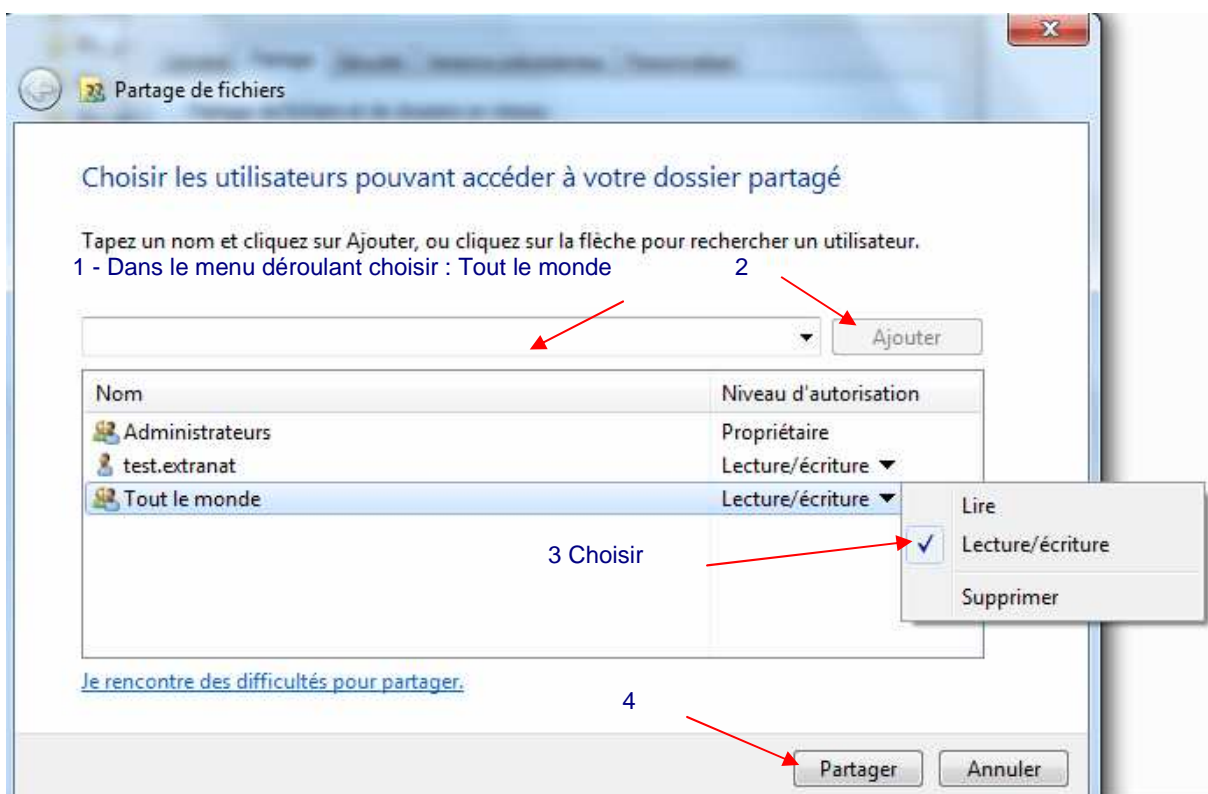 Partage de fichiers
Choisir les utilisateurs pouvant accéder à votre dossier partagé
Tapez un nom et cliquez sur Ajouter, ou cliquez sur la flèche pour rechercher un utilisateur.
1 - Dans le menu déroulant choisir : Tout le monde 2
Ajouter
Nom Niveau d'autorisation
Administrateurs Propriétaire
test.extranat Lecture/écriture
Tout le monde Lecture/écriture
Lire
3 Choisir Lecture/écriture
Supprimer
Je rencontre des difficultés pour partager.
4
Partager Annuler